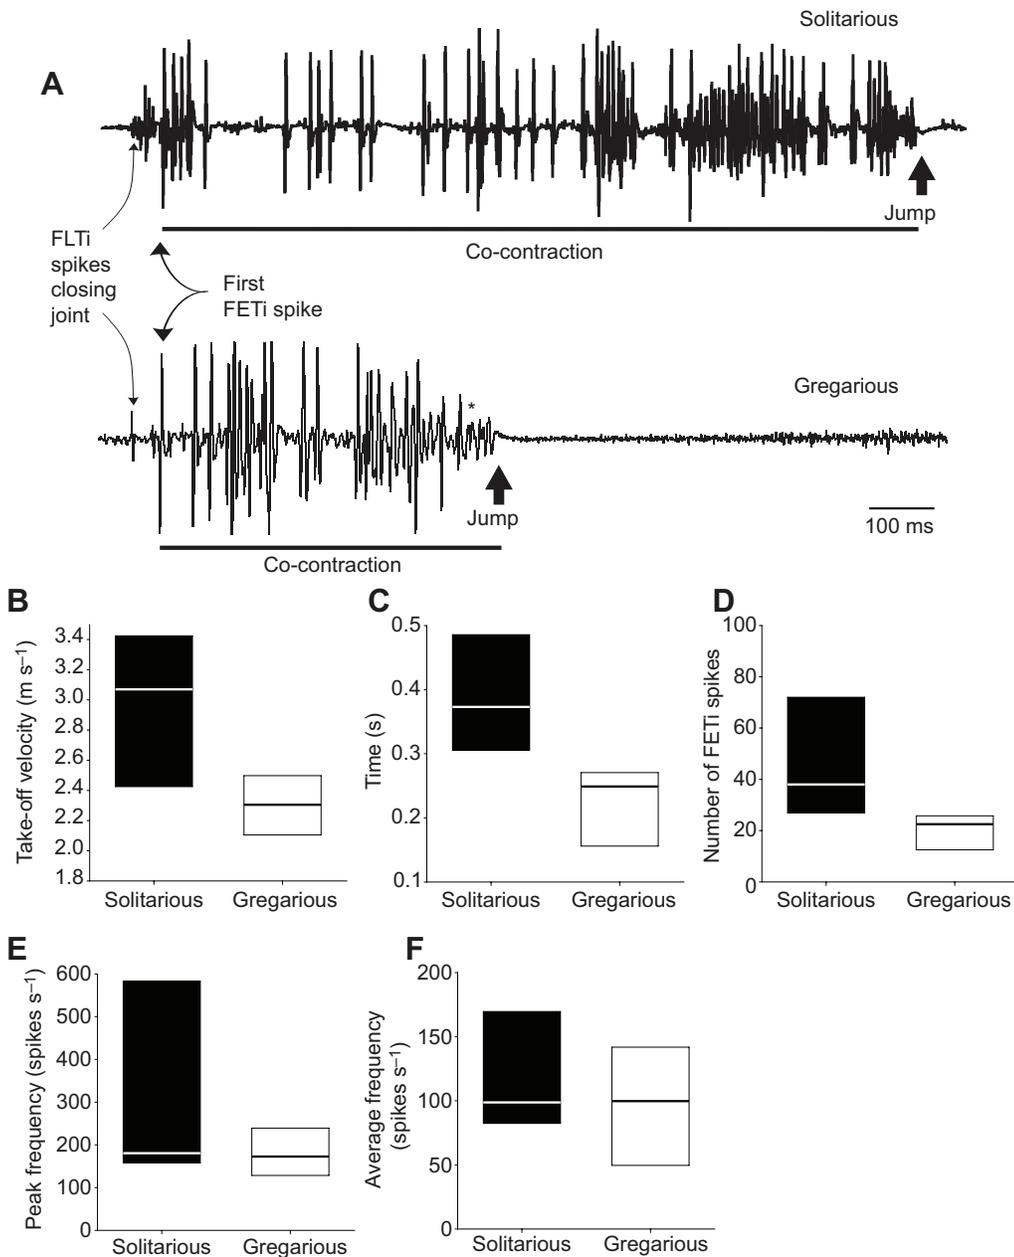 Solitarious
A
Jump
FLTi
spikes
closing
joint
Co-contraction
First
FETi spike
Gregarious
*
Jump
100 ms
Co-contraction
B
Take-off velocity (m s–1)
3.4
3.2
3.0
2.8
2.6
2.4
2.2
2.0
1.8
Solitarious
Gregarious
C
Time (s)
0.5
0.4
0.3
0.2
0.1
Solitarious
Gregarious
D
Number of FETi spikes
100
80
60
40
20
0
Solitarious
Gregarious
E
Peak frequency (spikes s–1)
600
500
400
300
200
100
0
Solitarious
Gregarious
F
Average frequency
(spikes s–1)
200
150
100
50
0
Solitarious
Gregarious